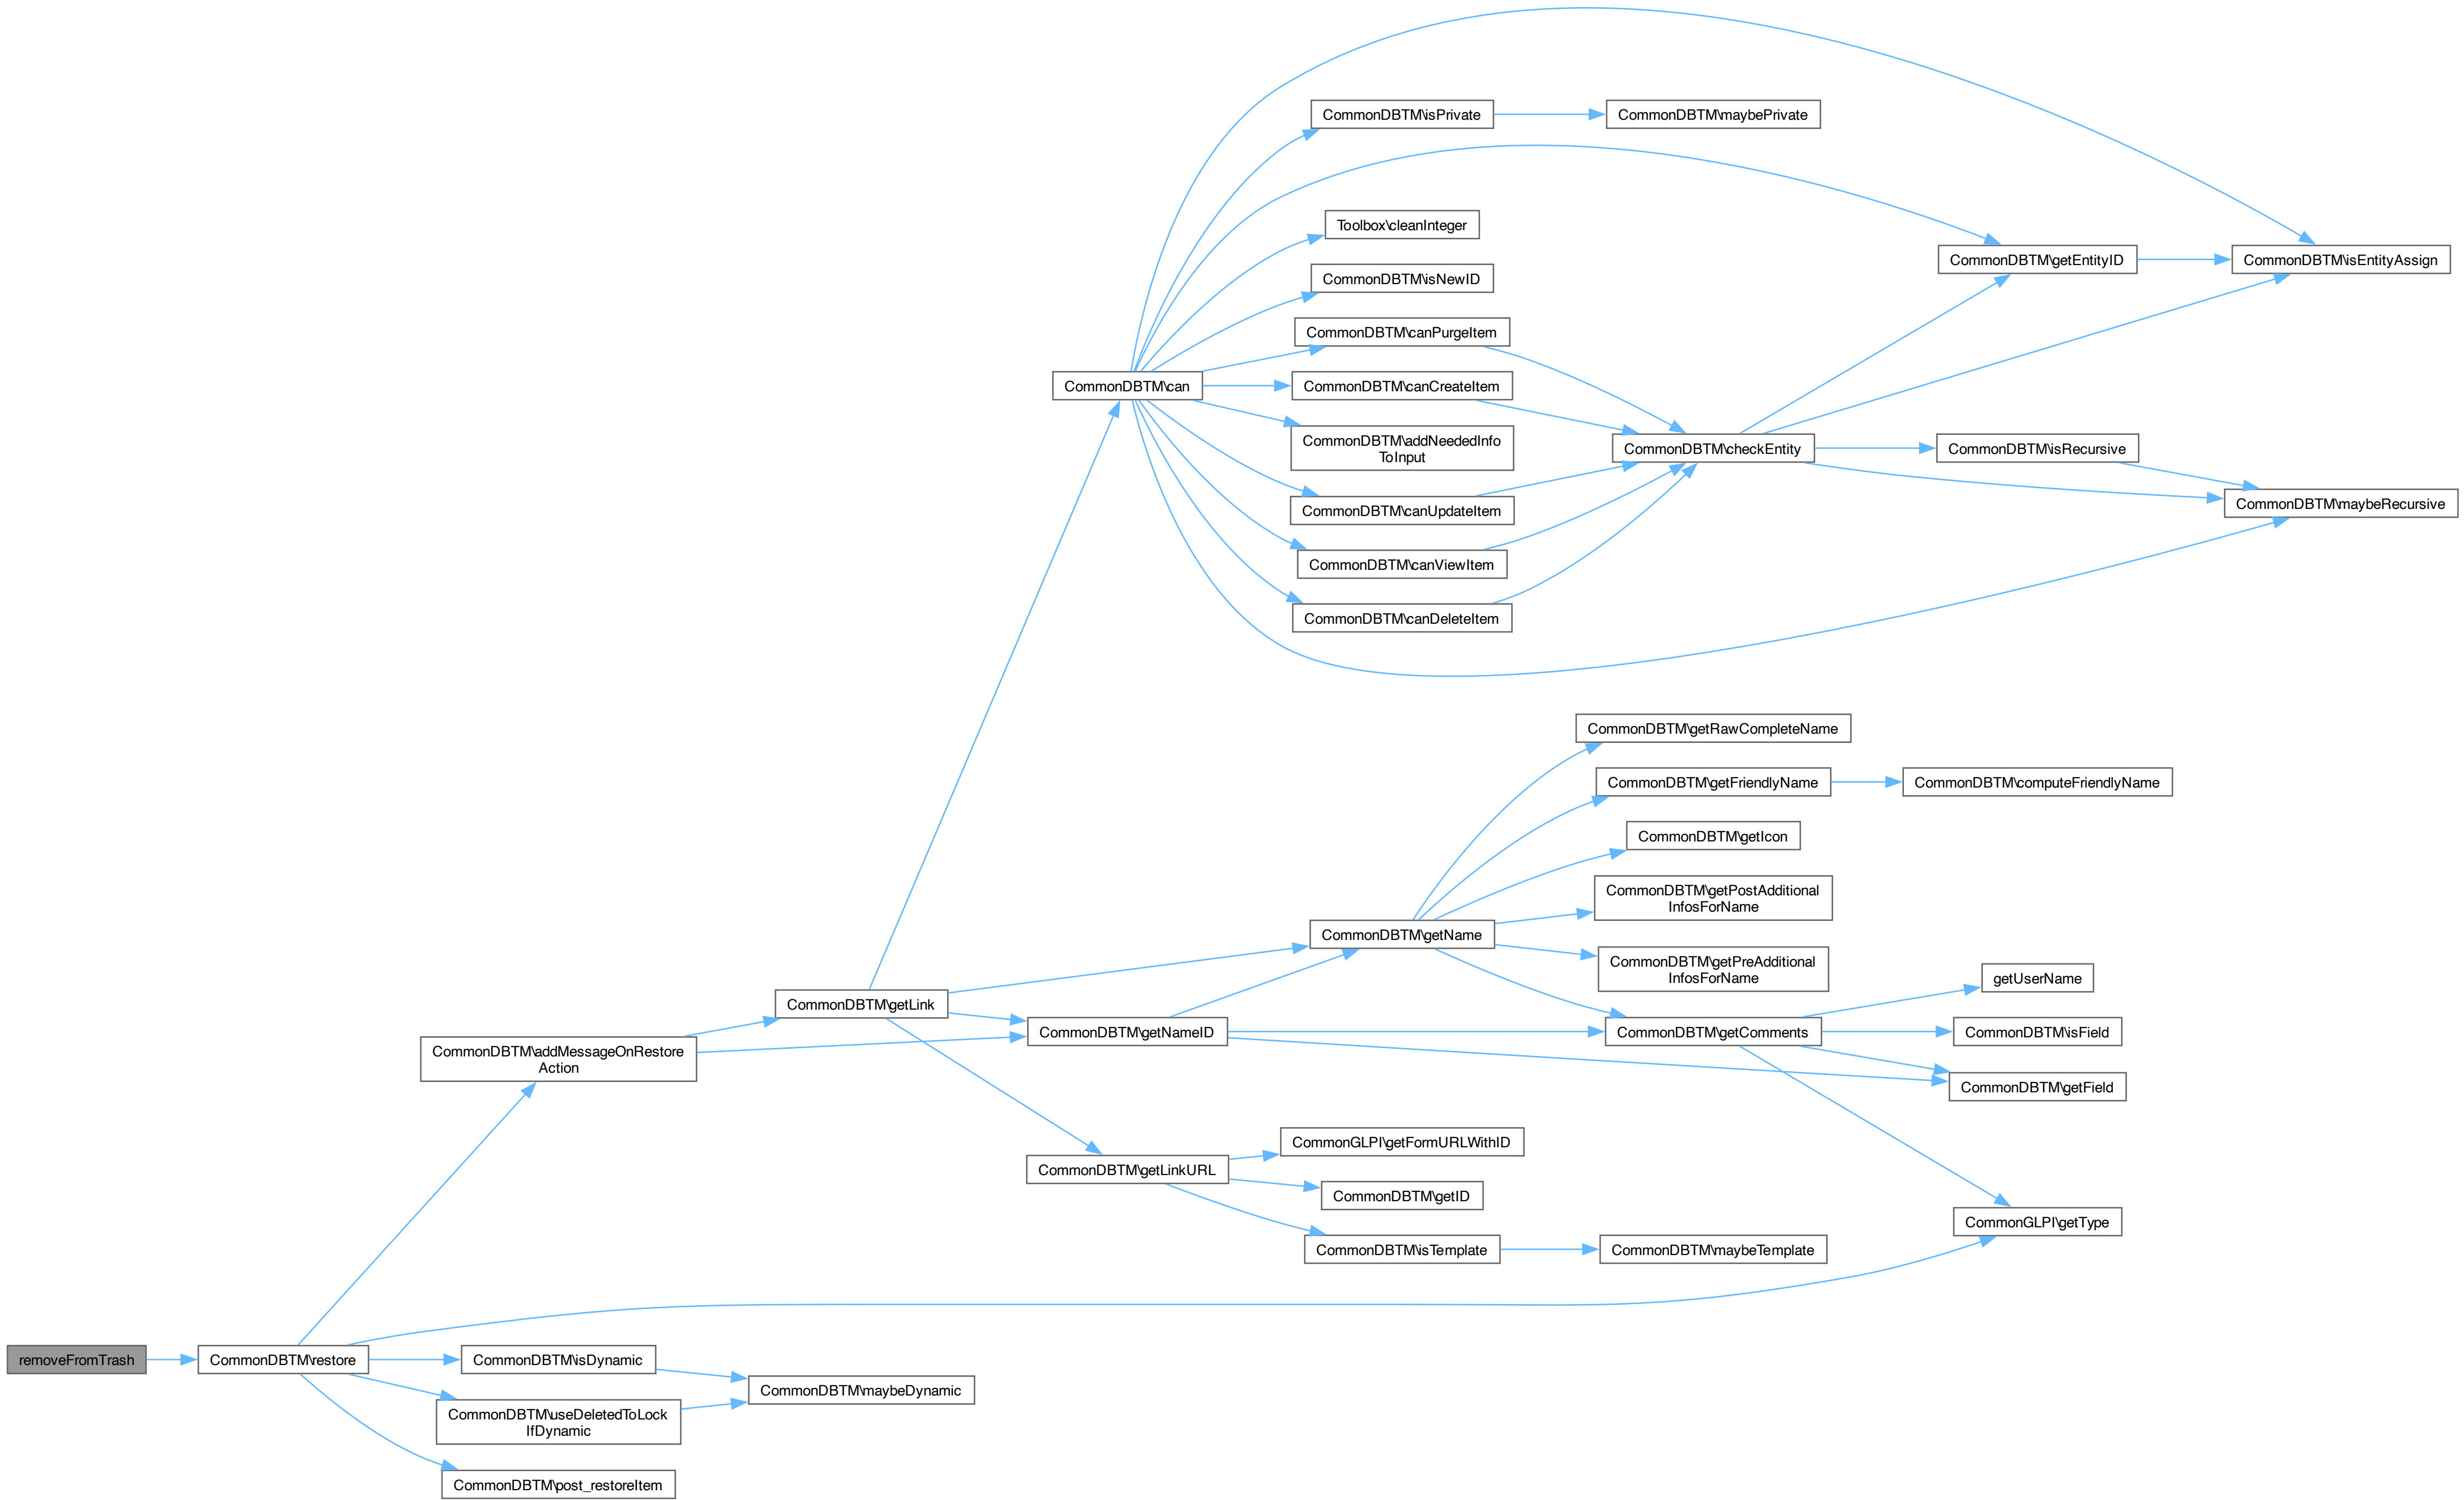 CommonDBTM\isPrivate
CommonDBTM\maybePrivate
Toolbox\cleanInteger
CommonDBTM\getEntityID
CommonDBTM\isEntityAssign
CommonDBTM\isNewID
CommonDBTM\canPurgeItem
CommonDBTM\can
CommonDBTM\canCreateItem
CommonDBTM\addNeededInfo
ToInput
CommonDBTM\checkEntity
CommonDBTM\isRecursive
CommonDBTM\maybeRecursive
CommonDBTM\canUpdateItem
CommonDBTM\canViewItem
CommonDBTM\canDeleteItem
CommonDBTM\getRawCompleteName
CommonDBTM\getFriendlyName
CommonDBTM\computeFriendlyName
CommonDBTM\getIcon
CommonDBTM\getPostAdditional
InfosForName
CommonDBTM\getName
CommonDBTM\getPreAdditional
InfosForName
getUserName
CommonDBTM\getLink
CommonDBTM\getNameID
CommonDBTM\getComments
CommonDBTM\isField
CommonDBTM\addMessageOnRestore
Action
CommonDBTM\getField
CommonGLPI\getFormURLWithID
CommonDBTM\getLinkURL
CommonDBTM\getID
CommonGLPI\getType
CommonDBTM\isTemplate
CommonDBTM\maybeTemplate
removeFromTrash
CommonDBTM\restore
CommonDBTM\isDynamic
CommonDBTM\maybeDynamic
CommonDBTM\useDeletedToLock
IfDynamic
CommonDBTM\post_restoreItem